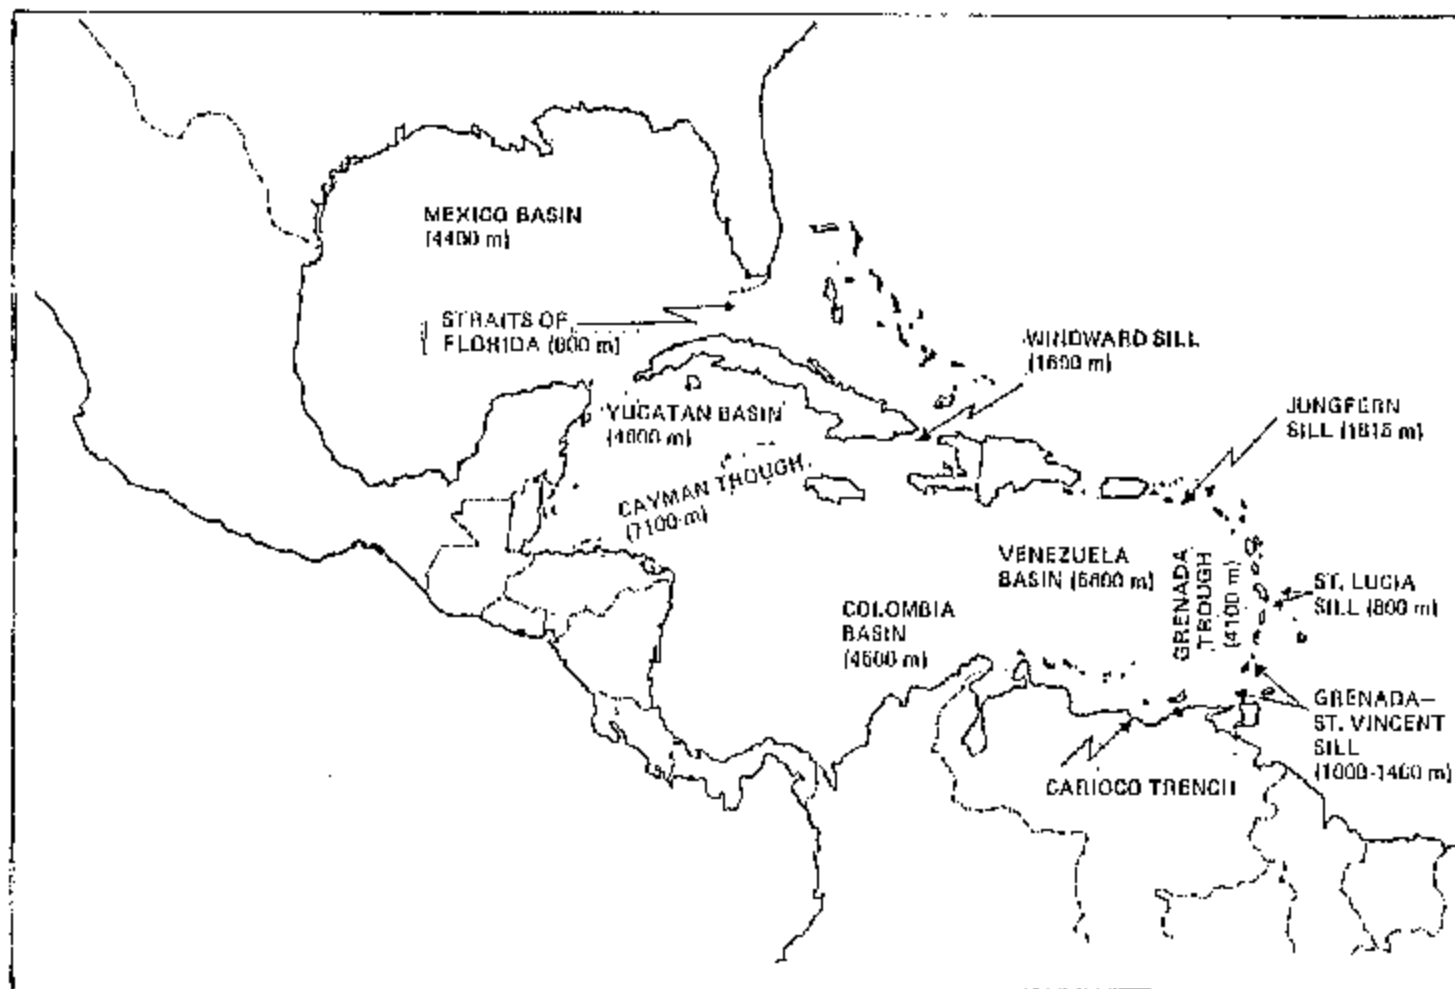 MEXICO BASIN
(4400 m)
STRAITS OF
FLORIDA (800 m)
WINDWARD SILL
(1690 m)
YUCATAN BASIN
(4600 m)
JUNGFERN
SILL (1815 m)
CAYMAN TROUGH
(7100 m)
VENEZUELA
BASIN (5600 m)
GRENADA
TROUGH
(4100 m)
ST. LUCIA
SILL (800 m)
COLOMBIA
BASIN
(4500 m)
GRENADA—
ST. VINCENT
SILL
(1000-1400 m)
CARIOCO TRENCH